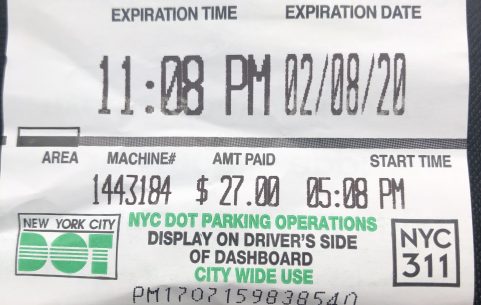 EXPIRATION TIME EXPIRATION DATE
11:08 PM 02/08/20
AREA MACHINE# AMT PAID START TIME
1443184 $ 27.00 05:08 PM
NEW YORK CITY
DOT
NYC DOT PARKING OPERATIONS
DISPLAY ON DRIVER'S SIDE
OF DASHBOARD
CITY WIDE USE
NYC
311
PM1707159838540